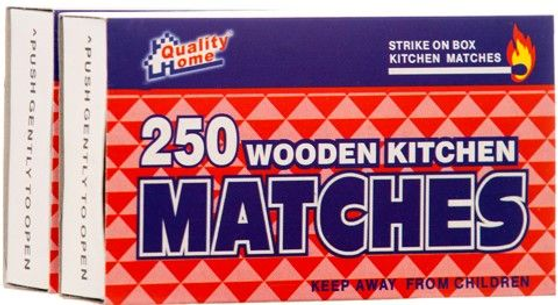 ^ PUSH GENTLY TO OPEN
^ PUSH GENTLY TO OPEN
Quality
Home
STRIKE ON BOX
KITCHEN MATCHES
250 WOODEN KITCHEN
MATCHES
KEEP AWAY FROM CHILDREN